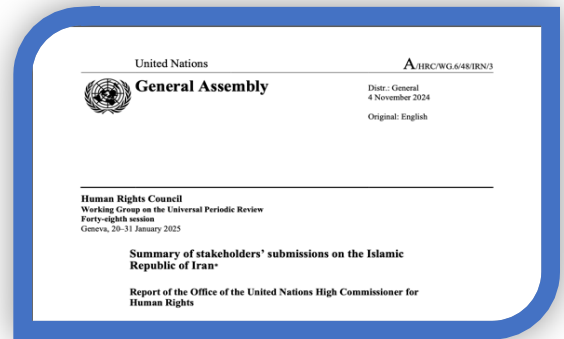 United Nations
A/HRC/WG.6/48/IRN/3
General Assembly
Distr.: General
4 November 2024
Original: English
Human Rights Council
Working Group on the Universal Periodic Review
Forty-eighth session
Geneva, 20–31 January 2025
Summary of stakeholders' submissions on the Islamic
Republic of Iran*
Report of the Office of the United Nations High Commissioner for
Human Rights